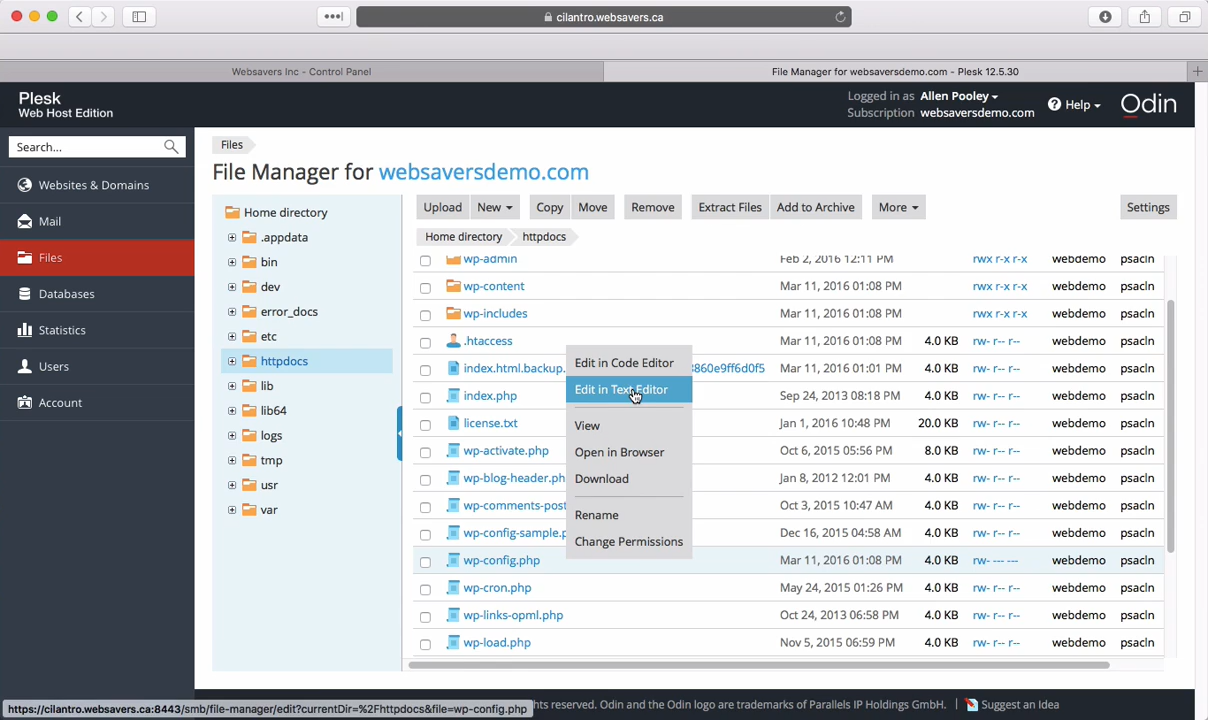 cilantro.websavers.ca
Websavers Inc - Control Panel
File Manager for websaversdemo.com - Plesk 12.5.30
Plesk
Web Host Edition
Logged in as Allen Pooley
Subscription websaversdemo.com
Help
Odin
Search...
Websites & Domains
Mail
Files
Databases
Statistics
Users
Account
Files
File Manager for websaversdemo.com
Home directory
.appdata
bin
dev
error_docs
etc
httpdocs
lib
lib64
logs
tmp
usr
var
Upload New Copy Move Remove Extract Files Add to Archive More Settings
Home directory httpdocs
wp-admin Feb 2, 2016 12:11 PM rwx r-x r-x webdemo psacln
wp-content Mar 11, 2016 01:08 PM rwx r-x r-x webdemo psacln
wp-includes Mar 11, 2016 01:08 PM rwx r-x r-x webdemo psacln
.htaccess Mar 11, 2016 01:08 PM 4.0 KB rw- r-- r-- webdemo psacln
index.html.backup. 860e9ff6d0f5 Mar 11, 2016 01:01 PM 4.0 KB rw- r-- r-- webdemo psacln
index.php Sep 24, 2013 08:18 PM 4.0 KB rw- r-- r-- webdemo psacln
license.txt Jan 1, 2016 10:48 PM 20.0 KB rw- r-- r-- webdemo psacln
wp-activate.php Oct 6, 2015 05:56 PM 8.0 KB rw- r-- r-- webdemo psacln
wp-blog-header.ph Jan 8, 2012 12:01 PM 4.0 KB rw- r-- r-- webdemo psacln
wp-comments-post Oct 3, 2015 10:47 AM 4.0 KB rw- r-- r-- webdemo psacln
wp-config-sample.p Dec 16, 2015 04:58 AM 4.0 KB rw- r-- r-- webdemo psacln
wp-config.php Mar 11, 2016 01:08 PM 4.0 KB rw- --- --- webdemo psacln
wp-cron.php May 24, 2015 01:26 PM 4.0 KB rw- r-- r-- webdemo psacln
wp-links-opml.php Oct 24, 2013 06:58 PM 4.0 KB rw- r-- r-- webdemo psacln
wp-load.php Nov 5, 2015 06:59 PM 4.0 KB rw- r-- r-- webdemo psacln
Edit in Code Editor
Edit in Text Editor
View
Open in Browser
Download
Rename
Change Permissions
https://cilantro.websavers.ca:8443/smb/file-manager/edit?currentDir=%2Fhttpdocs&file=wp-config.php
hts reserved. Odin and the Odin logo are trademarks of Parallels IP Holdings GmbH. | Suggest an Idea